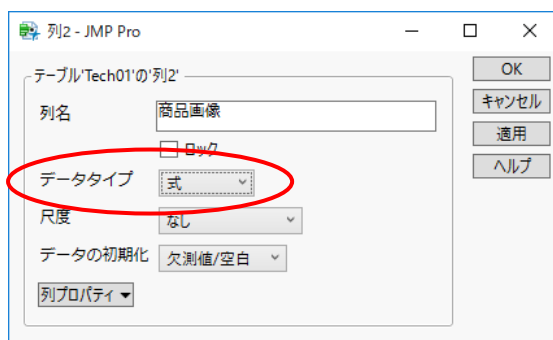 列2 - JMP Pro
テーブル'Tech01'の'列2'
列名 商品画像
ロック
データタイプ 式
尺度 なし
データの初期化 欠測値/空白
列プロパティ
OK
キャンセル
適用
ヘルプ